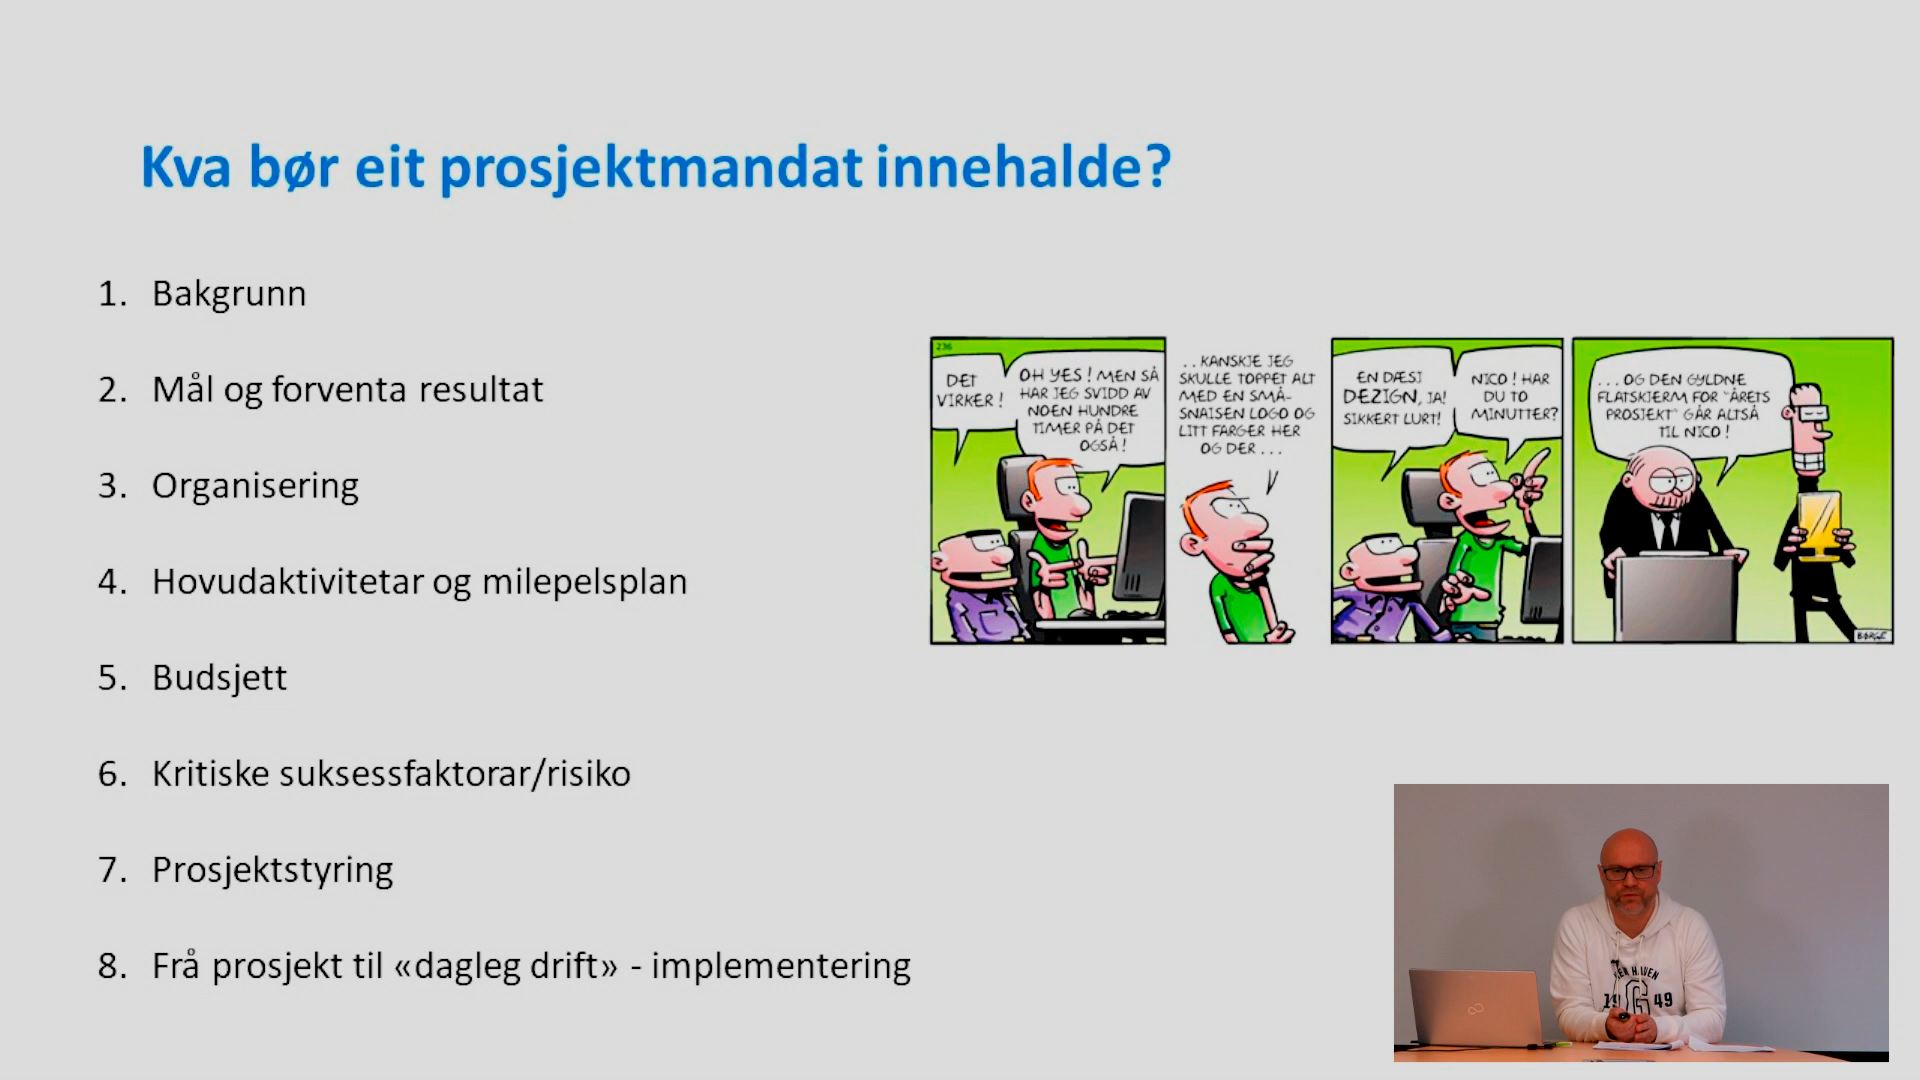 Kva bør eit prosjektmandat innehalde?
1. Bakgrunn
2. Mål og forventa resultat
3. Organisering
4. Hovudaktivitetar og milepelsplan
5. Budsjett
6. Kritiske suksessfaktorar/risiko
7. Prosjektstyring
8. Frå prosjekt til «dagleg drift» - implementering
236
DET
VIRKER!
OH YES! MEN SÅ
HAR JEG SVIDD AV
NOEN HUNDRE
TIMER PÅ DET
OGSÅ!
..KANSKJE JEG
SKULLE TOPPET ALT
MED EN SMÅ-
SNAISEN LOGO OG
LITT FARGER HER
OG DER...
EN DÆSJ
DEZIGN, JA!
SIKKERT LURT!
NICO! HAR
DU TO
MINUTTER?
...OG DEN GYLDNE
FLATSKJERM FOR "ÅRETS
PROSJEKT" GÅR ALTSÅ
TIL NICO!
BØRGE
19 G 49